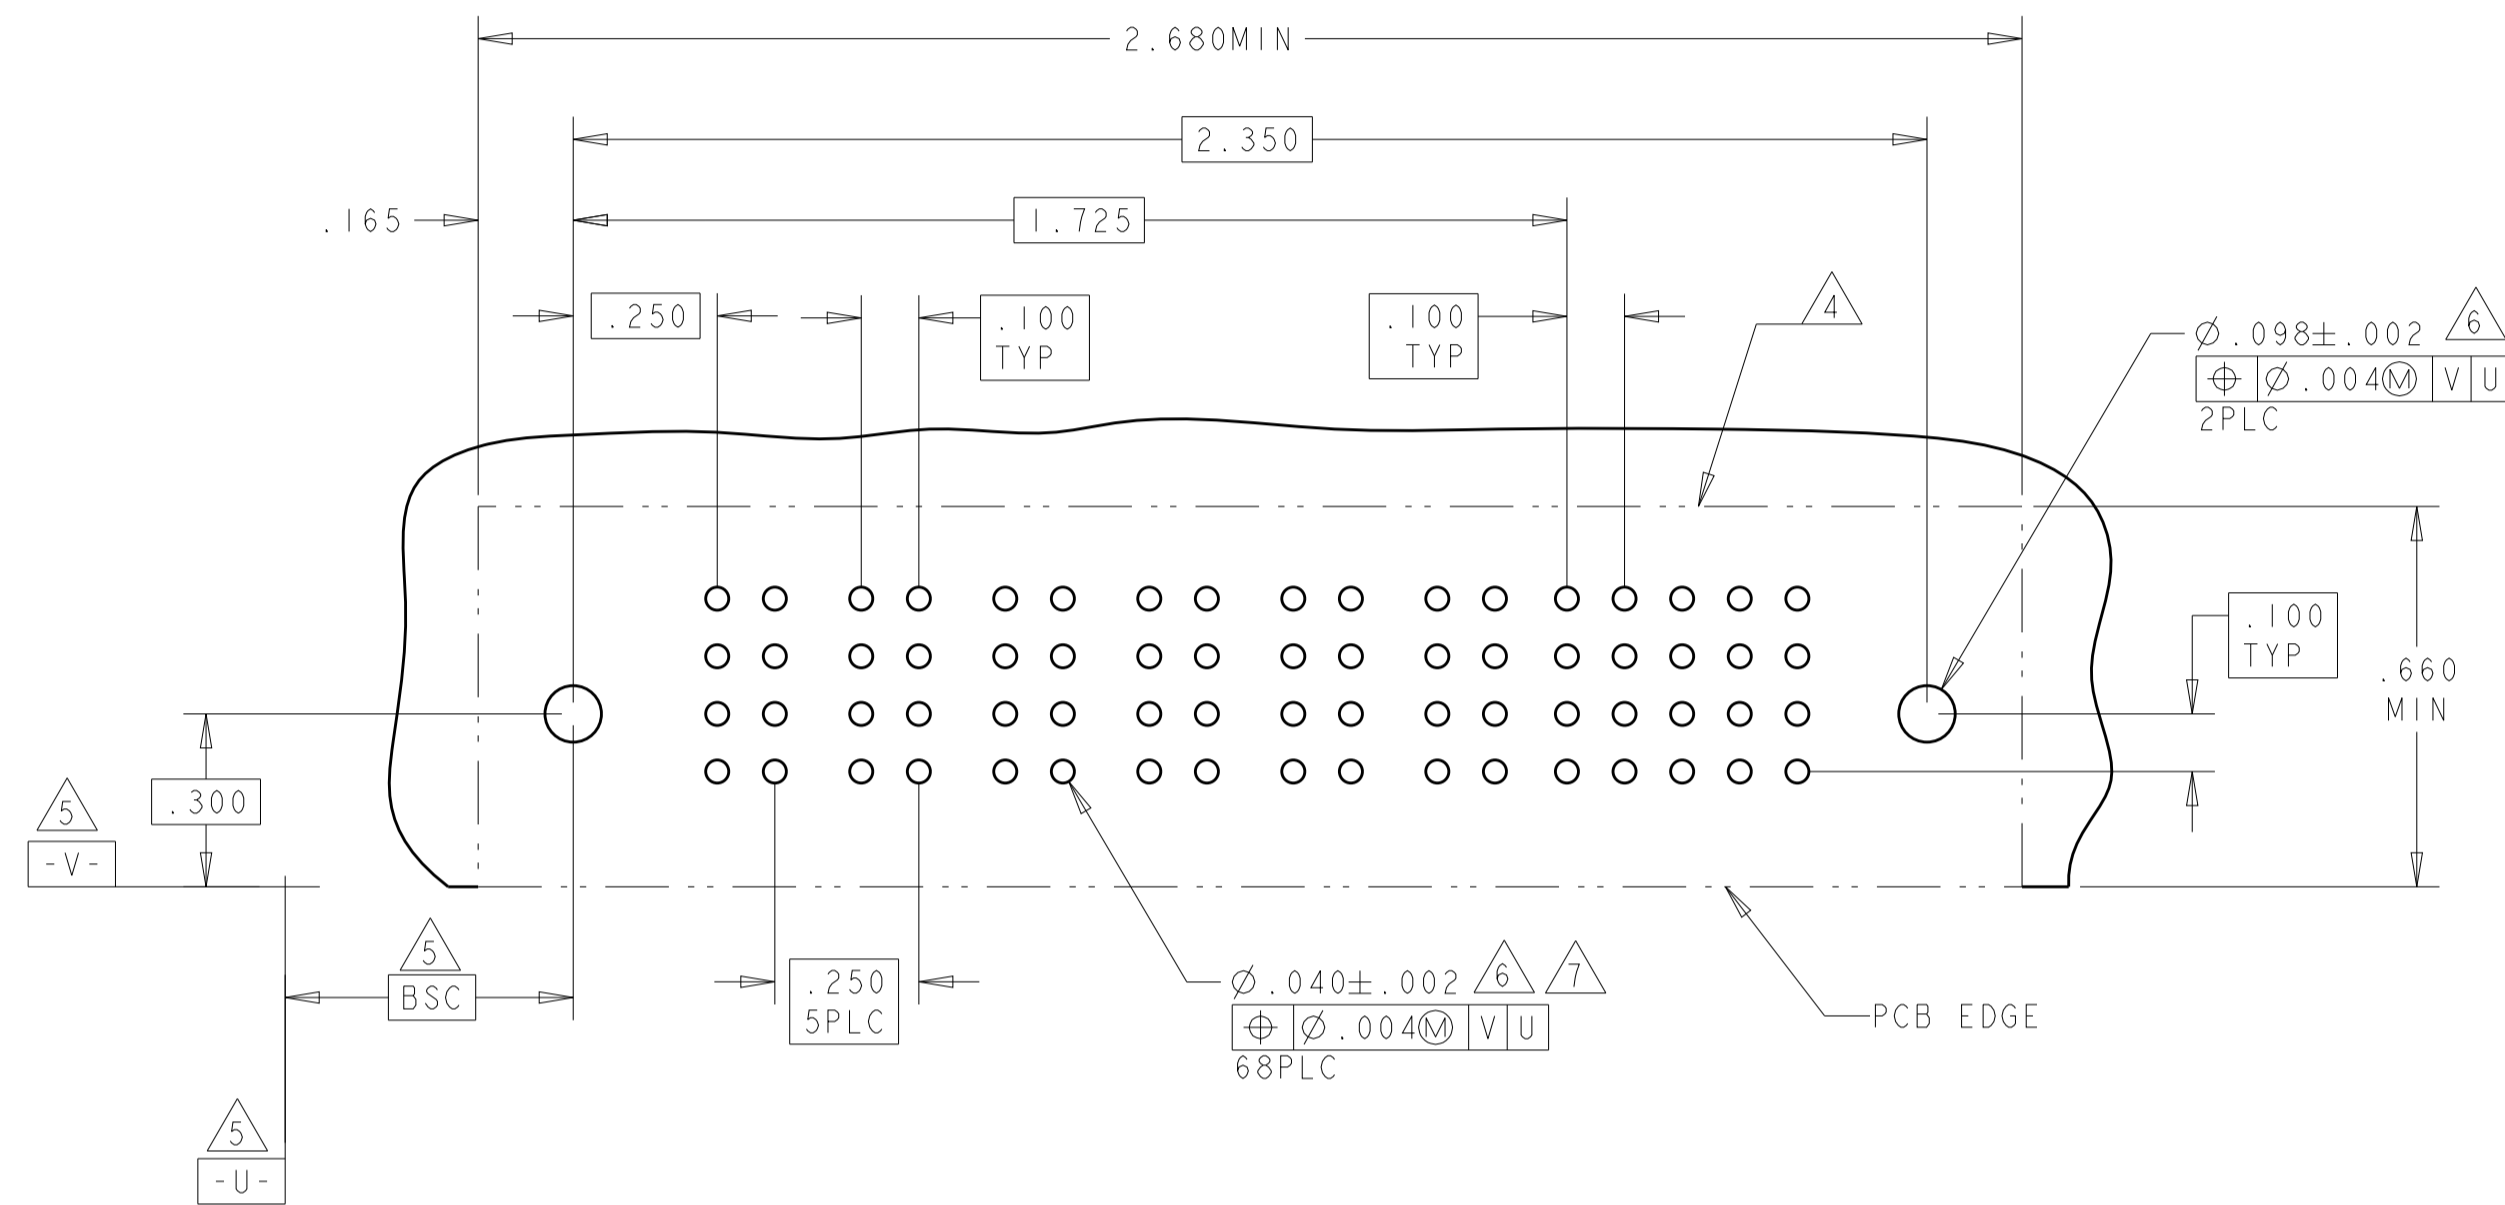 2.680MIN
2.350
.165
1.725
.250
.100
TYP
.100
TYP
4
Ø.098±.002 6
⌖ Ø.004Ⓜ V U
2PLC
.100
TYP
.660
MIN
.300
5
-V-
5
BSC
.250
5PLC
Ø.040±.002 6 7
⌖ Ø.004Ⓜ V U
68PLC
PCB EDGE
5
-U-